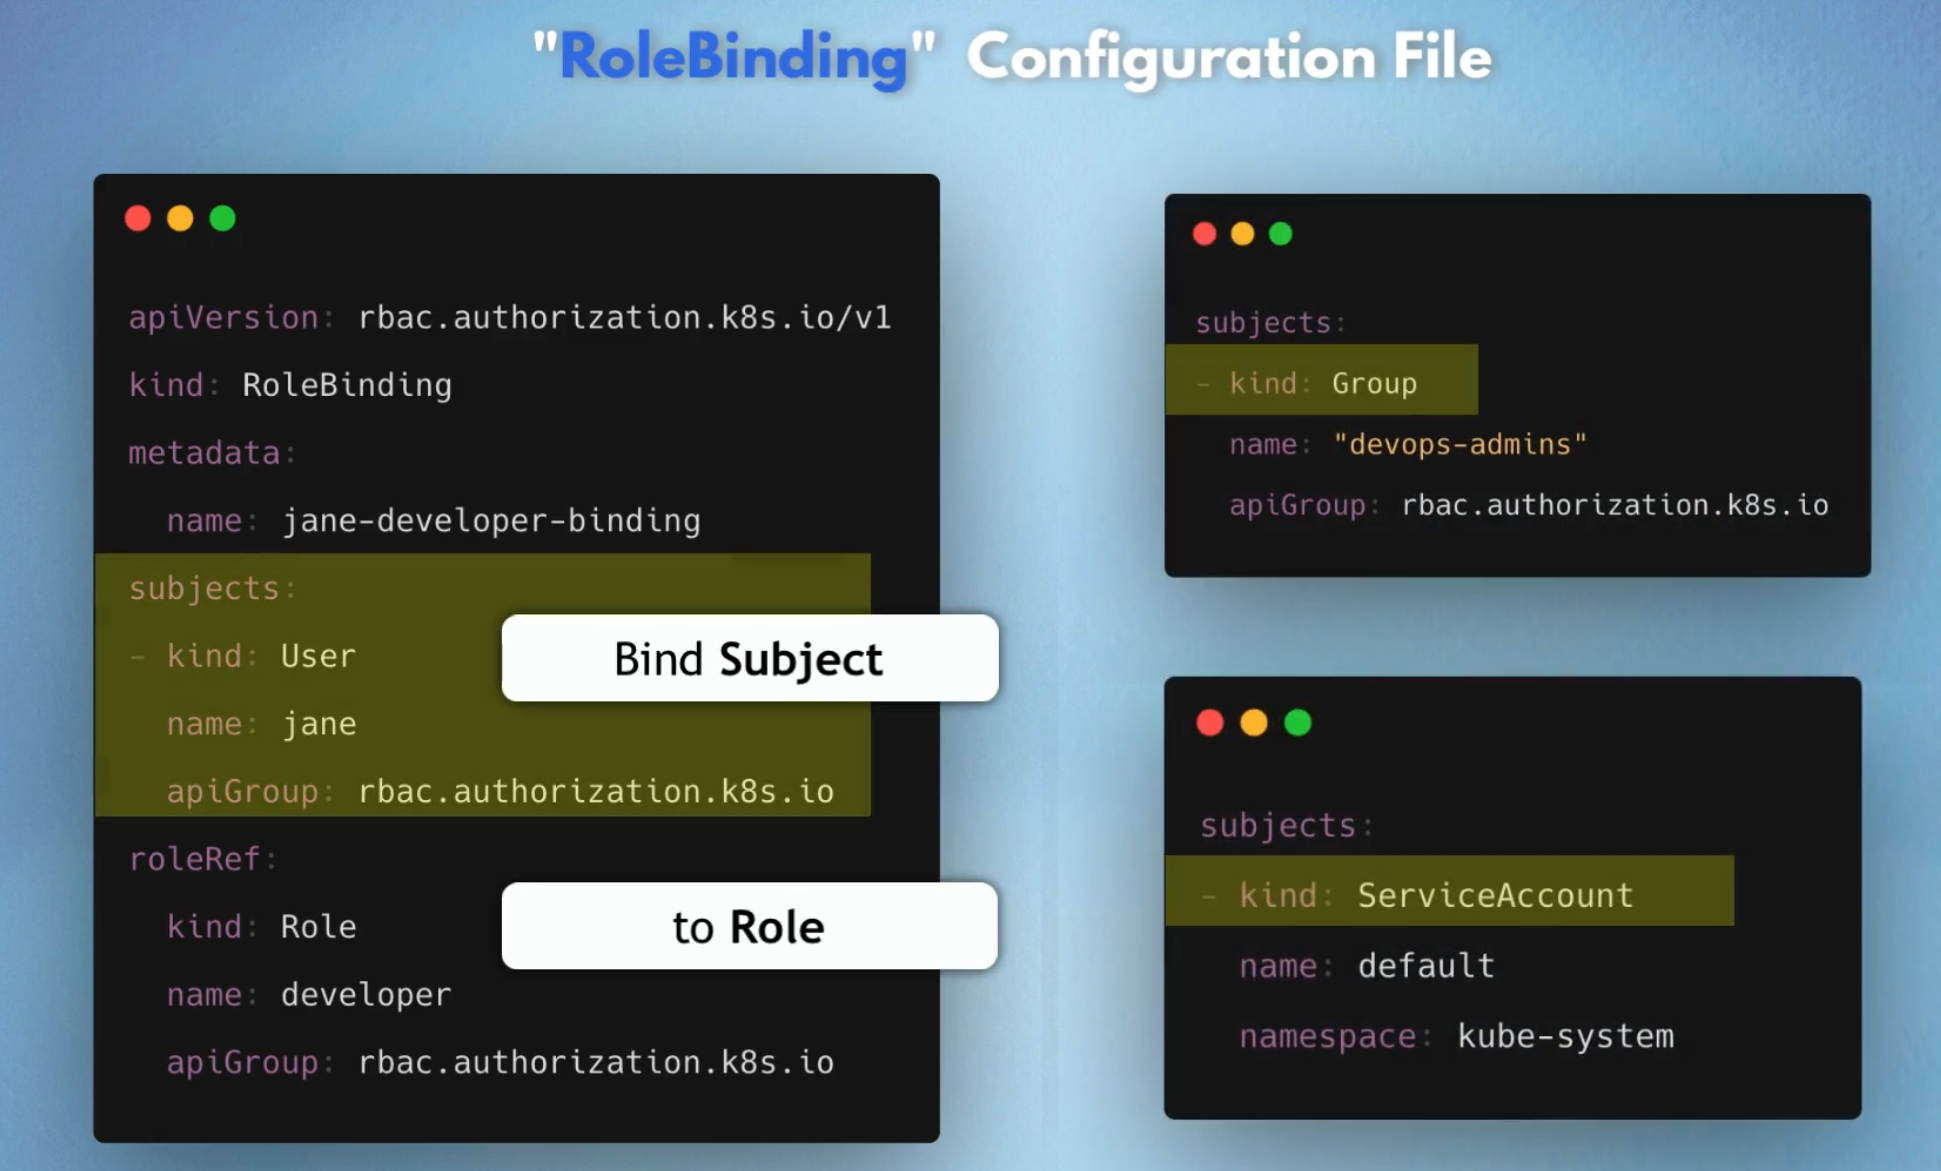 "RoleBinding" Configuration File
apiVersion: rbac.authorization.k8s.io/v1
kind: RoleBinding
metadata:
  name: jane-developer-binding
subjects:
- kind: User
  name: jane
  apiGroup: rbac.authorization.k8s.io
roleRef:
  kind: Role
  name: developer
  apiGroup: rbac.authorization.k8s.io
Bind Subject
to Role
subjects:
- kind: Group
  name: "devops-admins"
  apiGroup: rbac.authorization.k8s.io
subjects:
- kind: ServiceAccount
  name: default
  namespace: kube-system